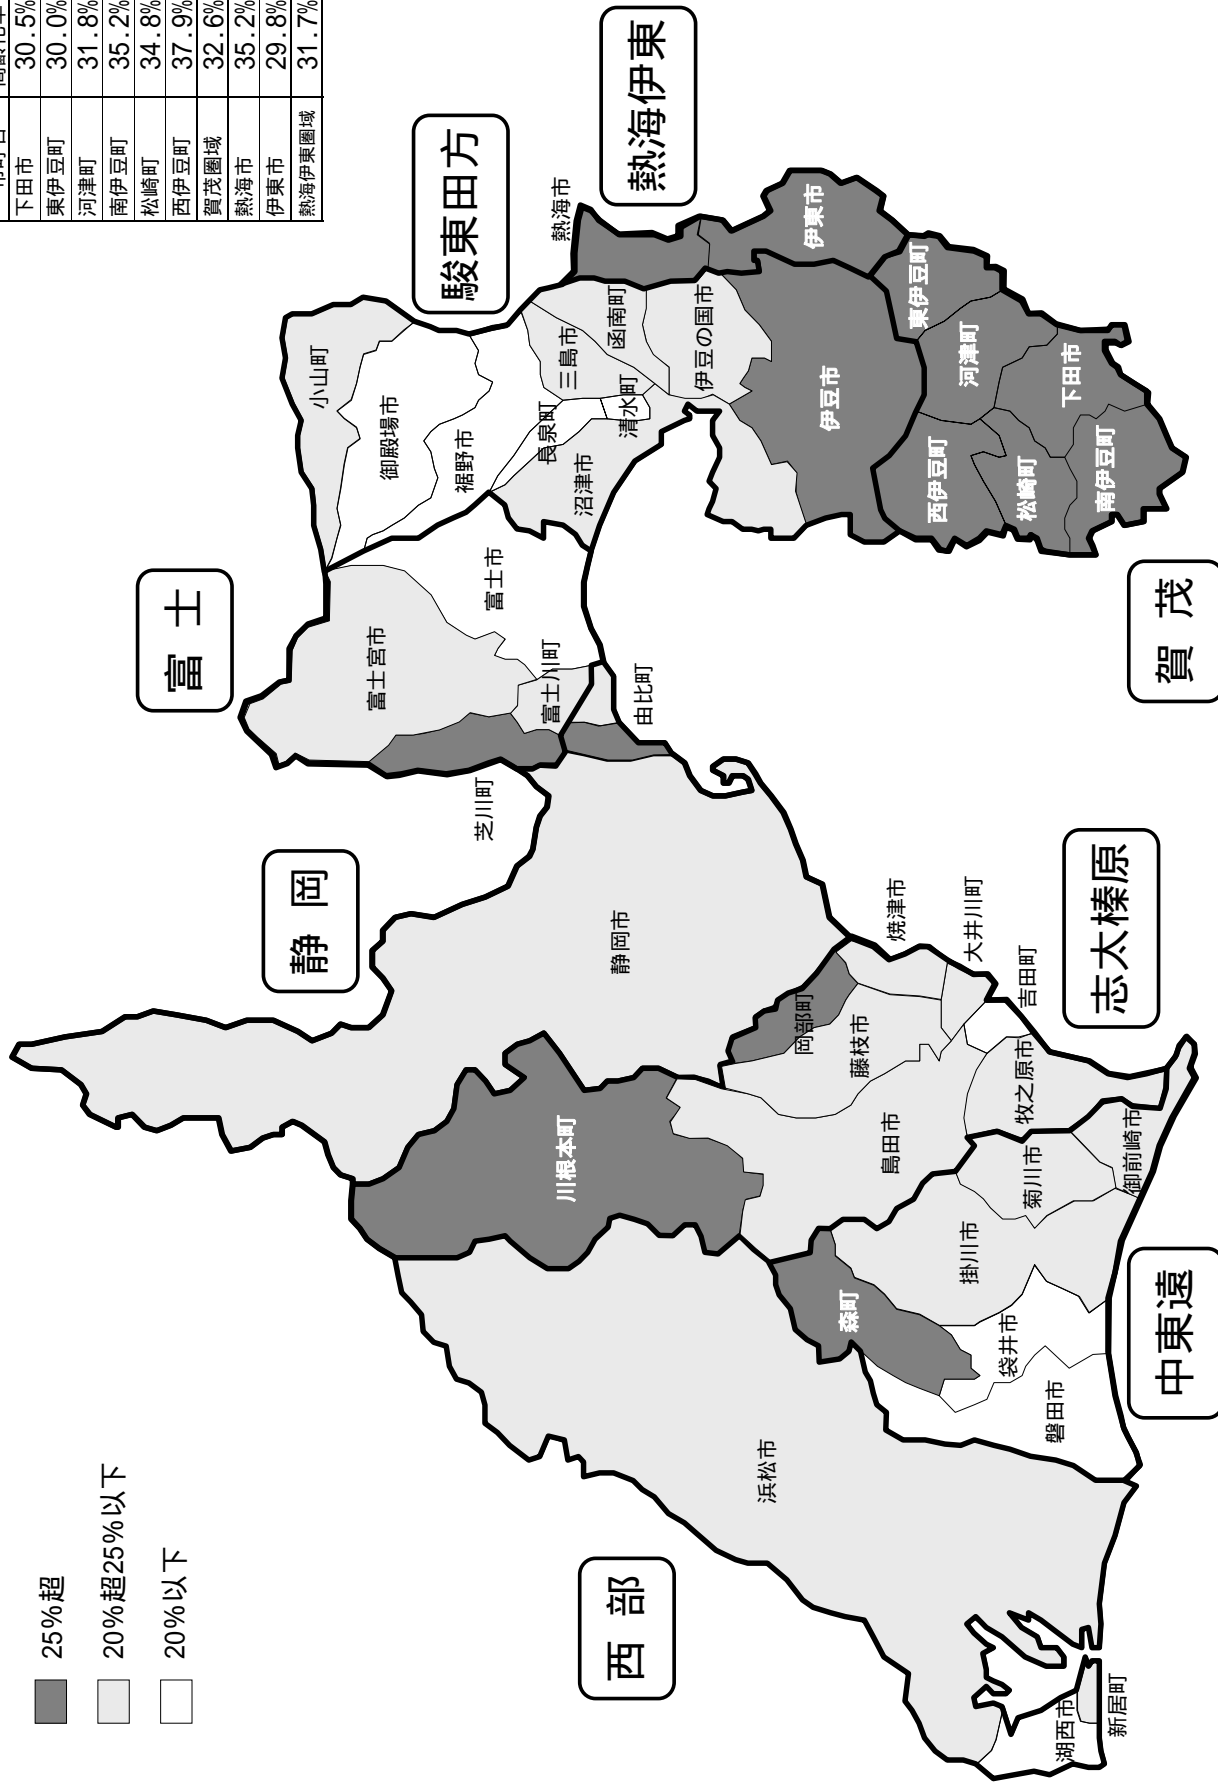 25%超
20%超25%以下
20%以下
下田市 30.5%
東伊豆町 30.0%
河津町 31.8%
南伊豆町 35.2%
松崎町 34.8%
西伊豆町 37.9%
賀茂圏域 32.6%
熱海市 35.2%
伊東市 29.8%
熱海伊東圏域 31.7%
静 岡
富 士
駿東田方
熱海伊東
小山町
御殿場市
裾野市
長泉町
三島市
函南町
清水町
沼津市
熱海市
伊豆の国市
伊豆市
伊東市
東伊豆町
河津町
下田市
西伊豆町
松崎町
南伊豆町
賀 茂
富士宮市
富士市
富士川町
由比町
芝川町
静岡市
川根本町
岡部町
藤枝市
焼津市
大井川町
吉田町
島田市
牧之原市
志太榛原
御前崎市
菊川市
掛川市
森町
袋井市
磐田市
中東遠
浜松市
西 部
湖西市
新居町